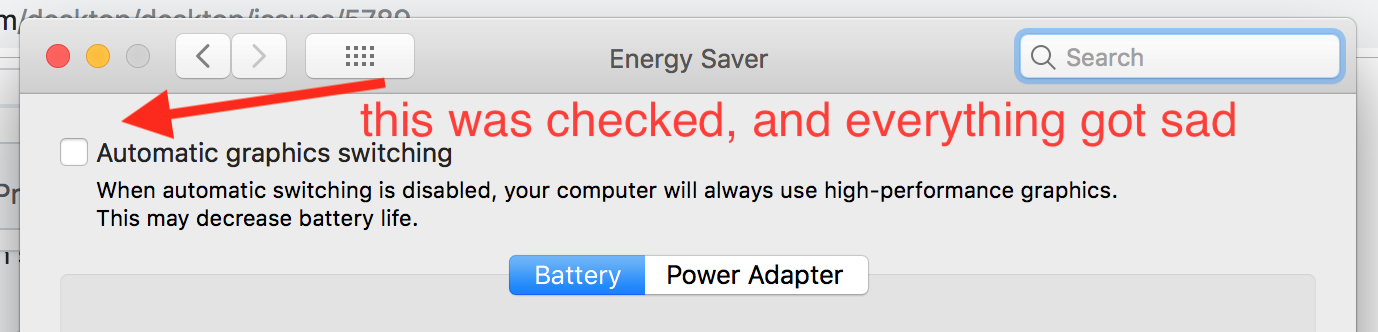 m/desktop/desktop/issues/5789
Energy Saver
Search
this was checked, and everything got sad
Automatic graphics switching
When automatic switching is disabled, your computer will always use high-performance graphics.
This may decrease battery life.
Pr
Battery
Power Adapter